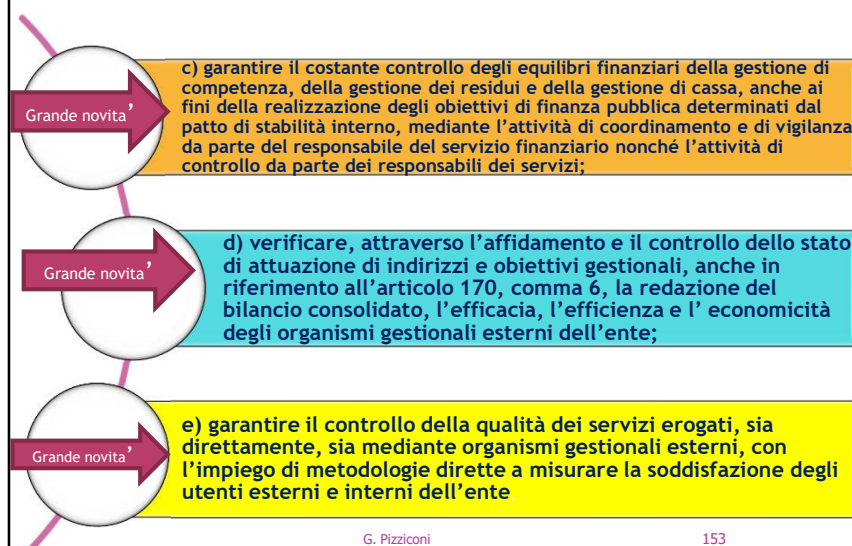 Grande novita'
c) garantire il costante controllo degli equilibri finanziari della gestione di
competenza, della gestione dei residui e della gestione di cassa, anche ai
fini della realizzazione degli obiettivi di finanza pubblica determinati dal
patto di stabilità interno, mediante l'attività di coordinamento e di vigilanza
da parte del responsabile del servizio finanziario nonché l'attività di
controllo da parte dei responsabili dei servizi;
Grande novita'
d) verificare, attraverso l'affidamento e il controllo dello stato
di attuazione di indirizzi e obiettivi gestionali, anche in
riferimento all'articolo 170, comma 6, la redazione del
bilancio consolidato, l'efficacia, l'efficienza e l' economicità
degli organismi gestionali esterni dell'ente;
Grande novita'
e) garantire il controllo della qualità dei servizi erogati, sia
direttamente, sia mediante organismi gestionali esterni, con
l'impiego di metodologie dirette a misurare la soddisfazione degli
utenti esterni e interni dell'ente
G. Pizziconi
153